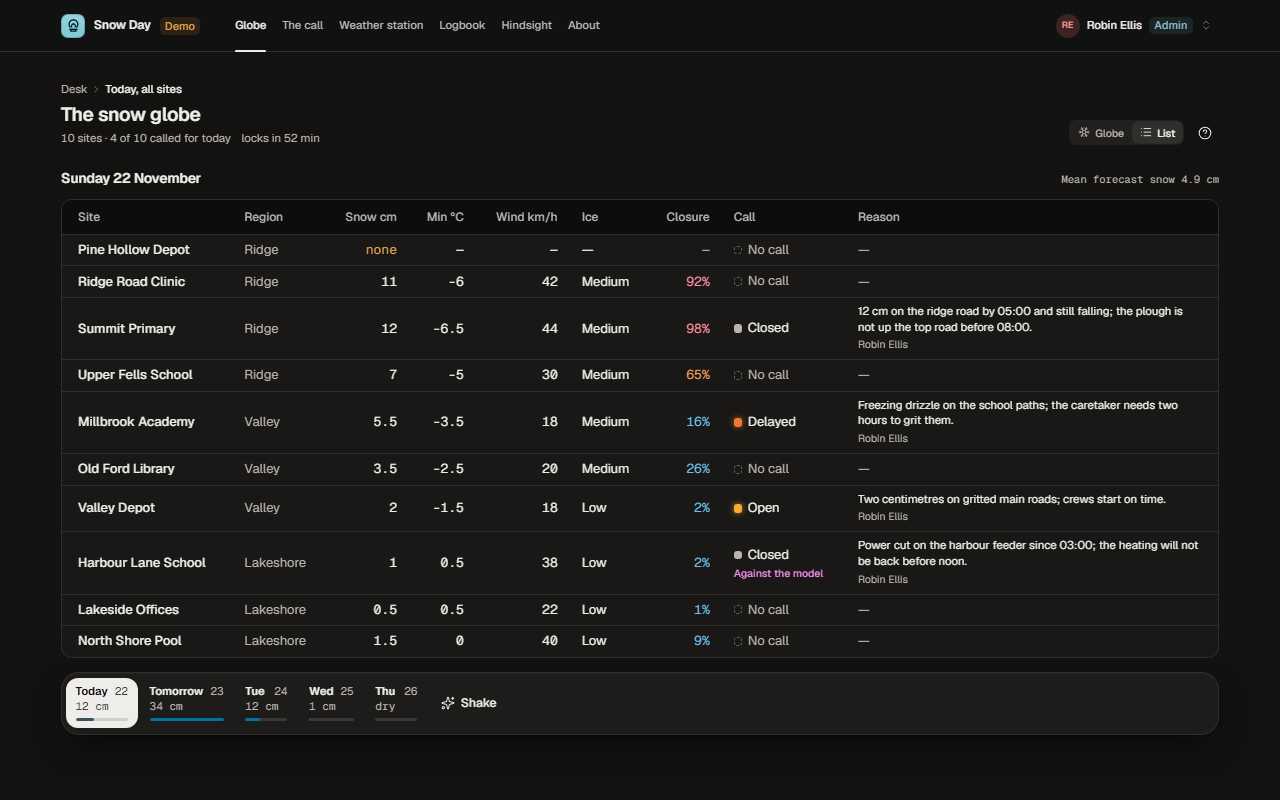 Snow Day Demo Globe The call Weather station Logbook Hindsight About RE Robin Ellis Admin
Desk Today, all sites
The snow globe
10 sites · 4 of 10 called for today locks in 52 min Globe List
Sunday 22 November Mean forecast snow 4.9 cm
Site Region Snow cm Min °C Wind km/h Ice Closure Call Reason
Pine Hollow Depot Ridge none – – — – No call —
Ridge Road Clinic Ridge 11 -6 42 Medium 92% No call —
Summit Primary Ridge 12 -6.5 44 Medium 98% Closed 12 cm on the ridge road by 05:00 and still falling; the plough is
not up the top road before 08:00.
Robin Ellis
Upper Fells School Ridge 7 -5 30 Medium 65% No call —
Millbrook Academy Valley 5.5 -3.5 18 Medium 16% Delayed Freezing drizzle on the school paths; the caretaker needs two
hours to grit them.
Robin Ellis
Old Ford Library Valley 3.5 -2.5 20 Medium 26% No call —
Valley Depot Valley 2 -1.5 18 Low 2% Open Two centimetres on gritted main roads; crews start on time.
Robin Ellis
Harbour Lane School Lakeshore 1 0.5 38 Low 2% Closed Power cut on the harbour feeder since 03:00; the heating will not
be back before noon.
Against the model
Robin Ellis
Lakeside Offices Lakeshore 0.5 0.5 22 Low 1% No call —
North Shore Pool Lakeshore 1.5 0 40 Low 9% No call —
Today 22 Tomorrow 23 Tue 24 Wed 25 Thu 26 Shake
12 cm 34 cm 12 cm 1 cm dry